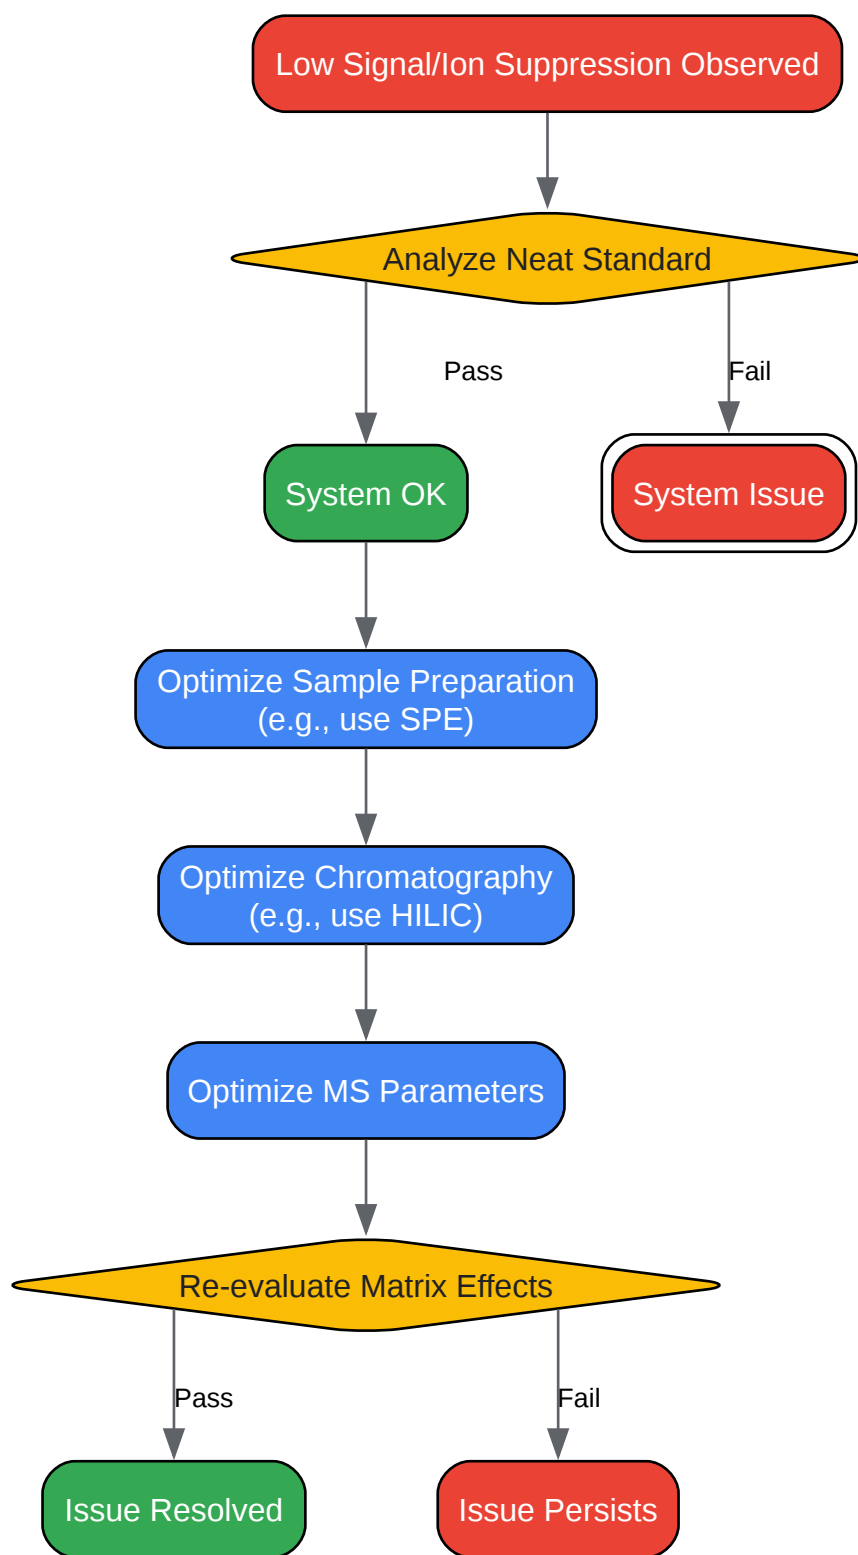 Low Signal/Ion Suppression Observed
Analyze Neat Standard
Pass
Fail
System OK
System Issue
Optimize Sample Preparation
(e.g., use SPE)
Optimize Chromatography
(e.g., use HILIC)
Optimize MS Parameters
Re-evaluate Matrix Effects
Pass
Fail
Issue Resolved
Issue Persists